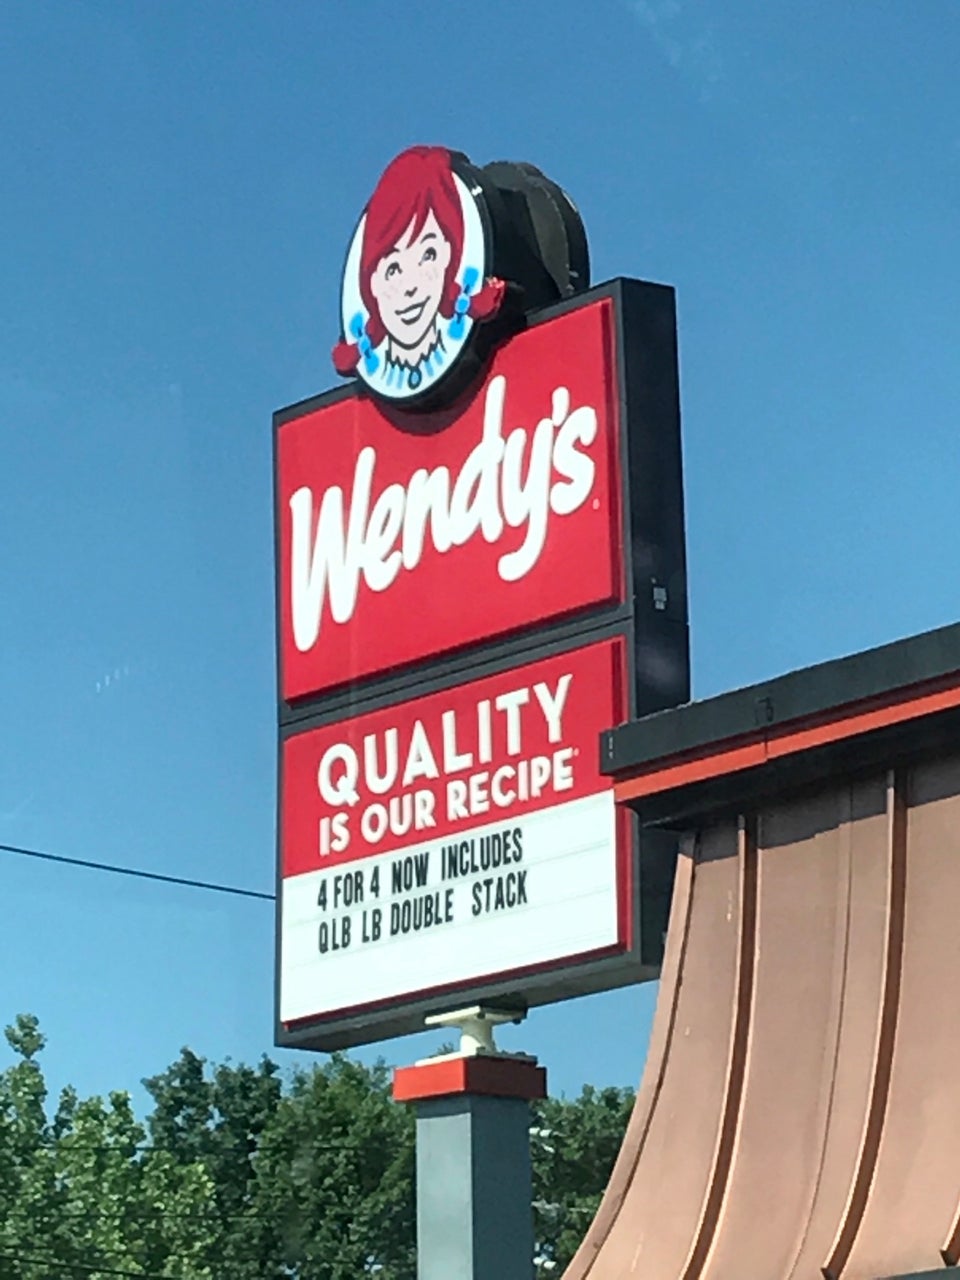 Wendy's
QUALITY
IS OUR RECIPE
4 FOR 4 NOW INCLUDES
QLB LB DOUBLE STACK